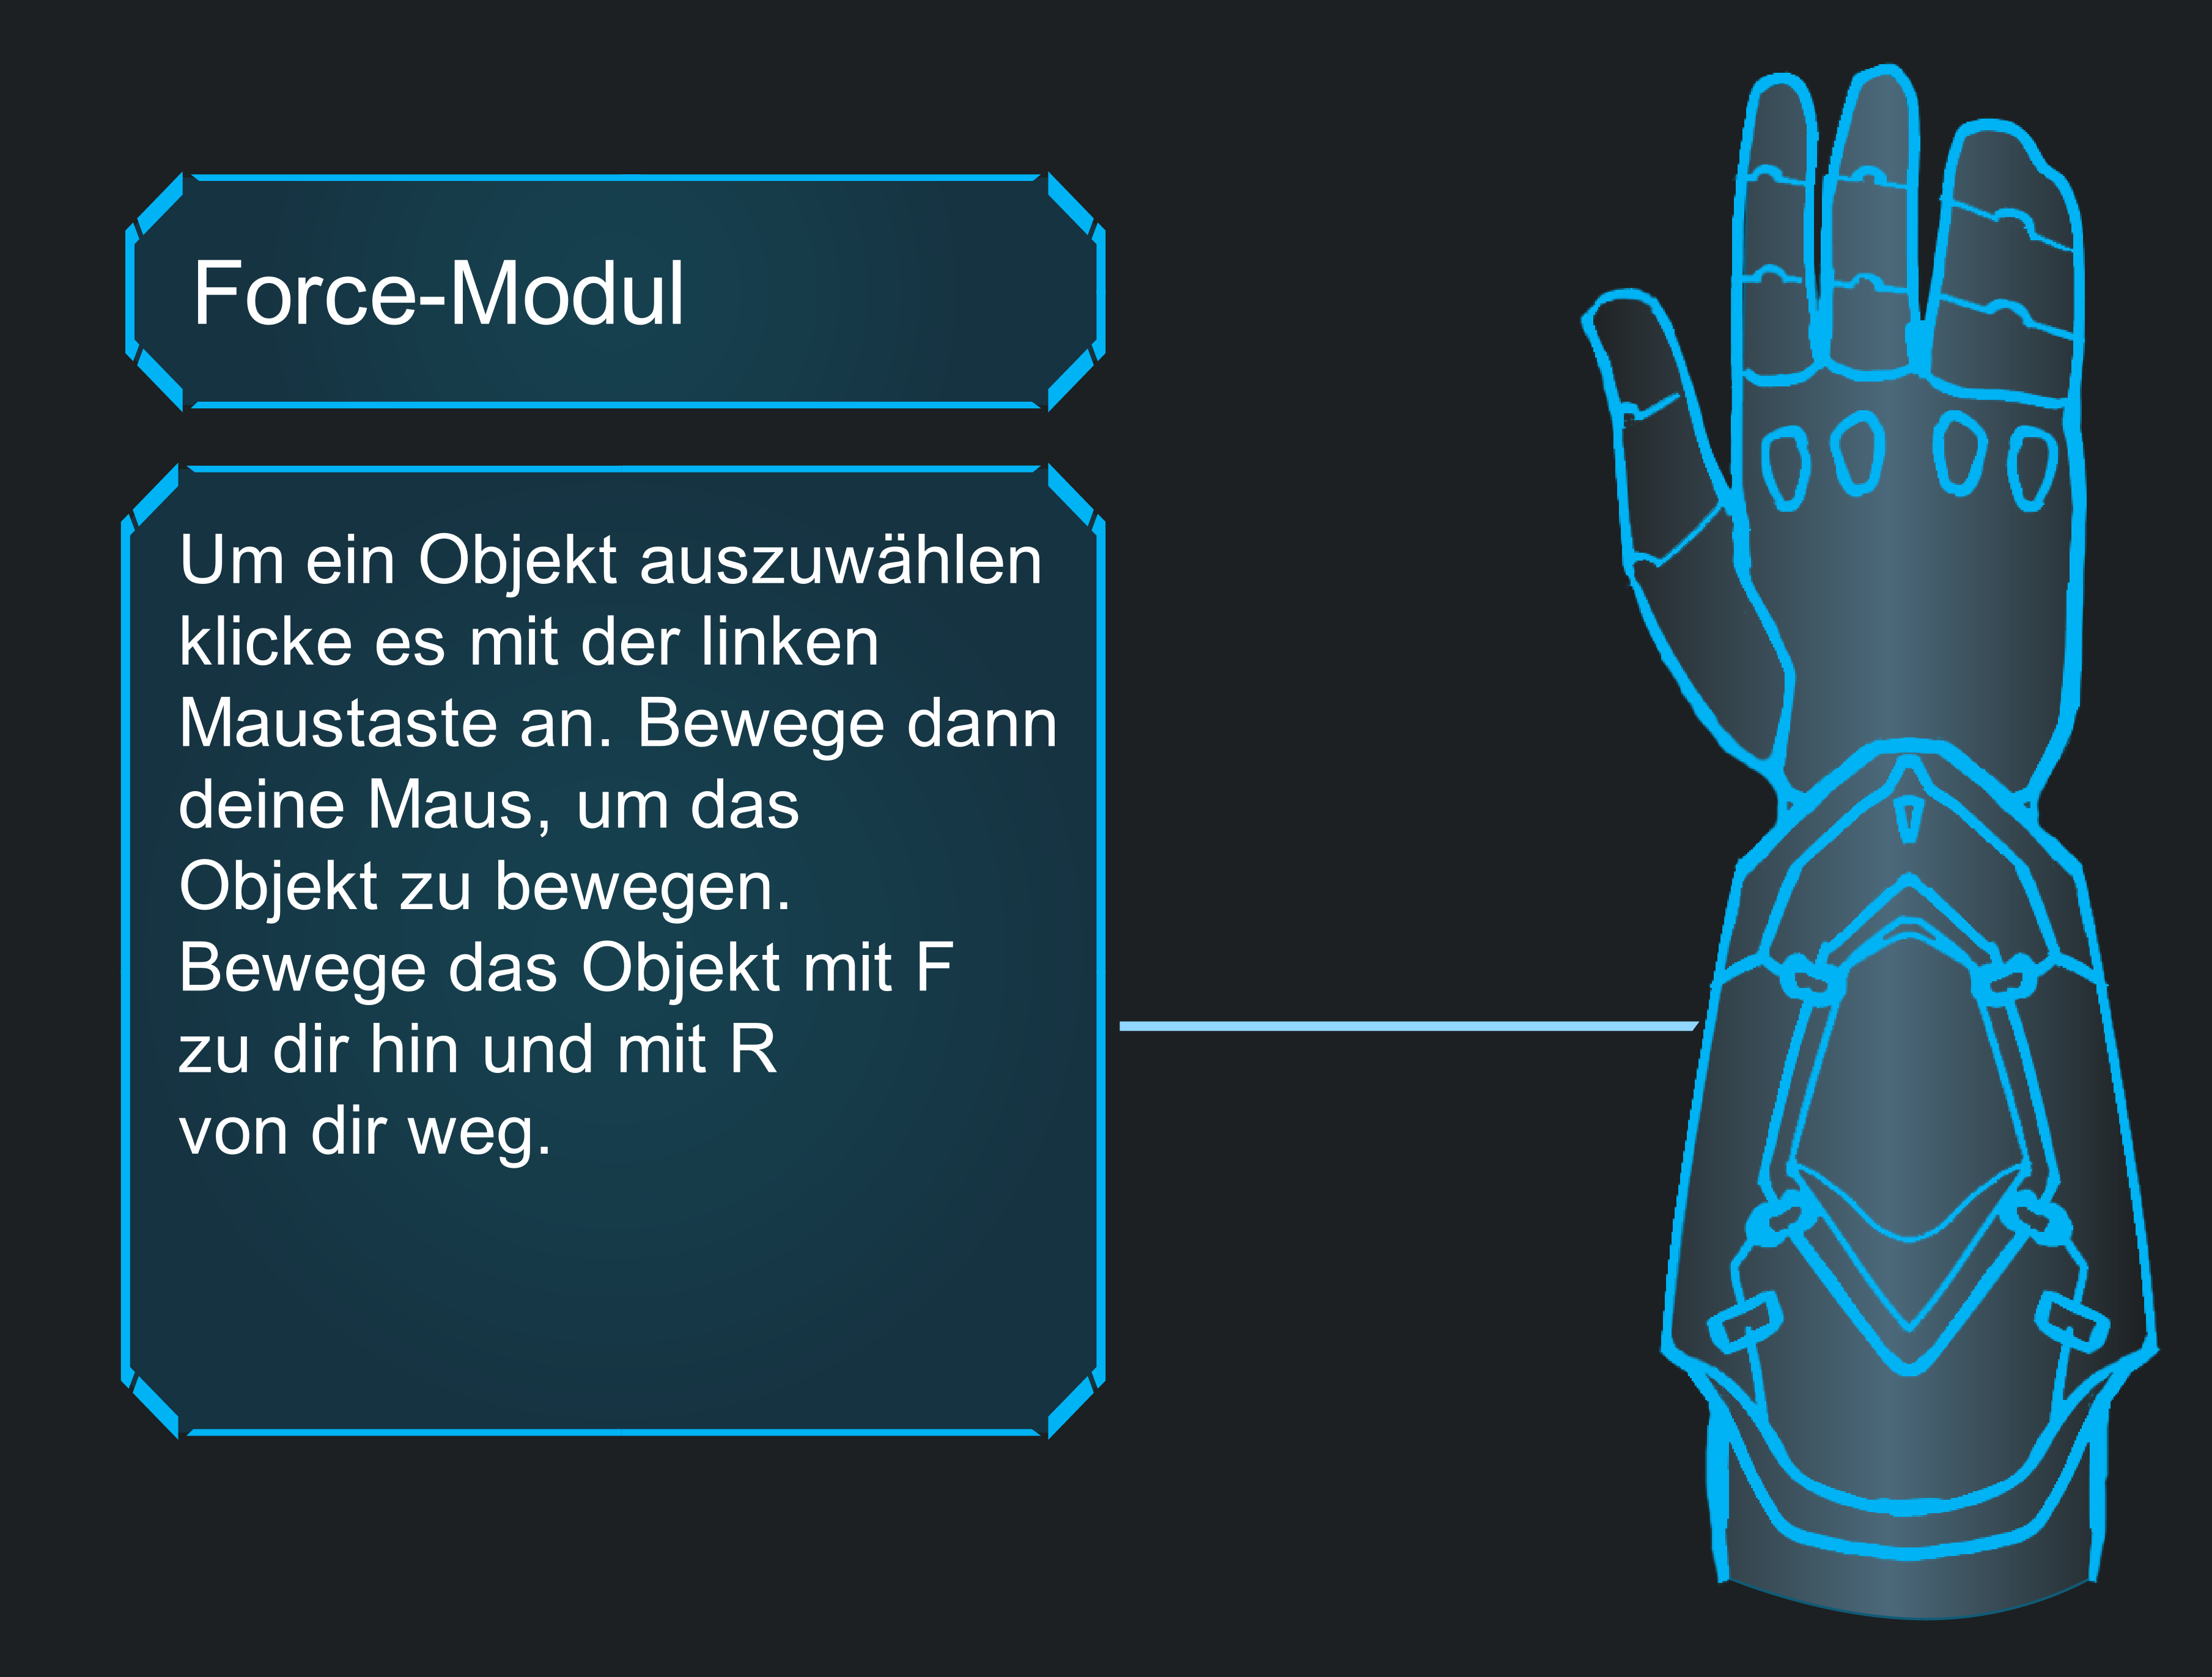 Force-Modul
Um ein Objekt auszuwählen
klicke es mit der linken
Maustaste an. Bewege dann
deine Maus, um das
Objekt zu bewegen.
Bewege das Objekt mit F
zu dir hin und mit R
von dir weg.